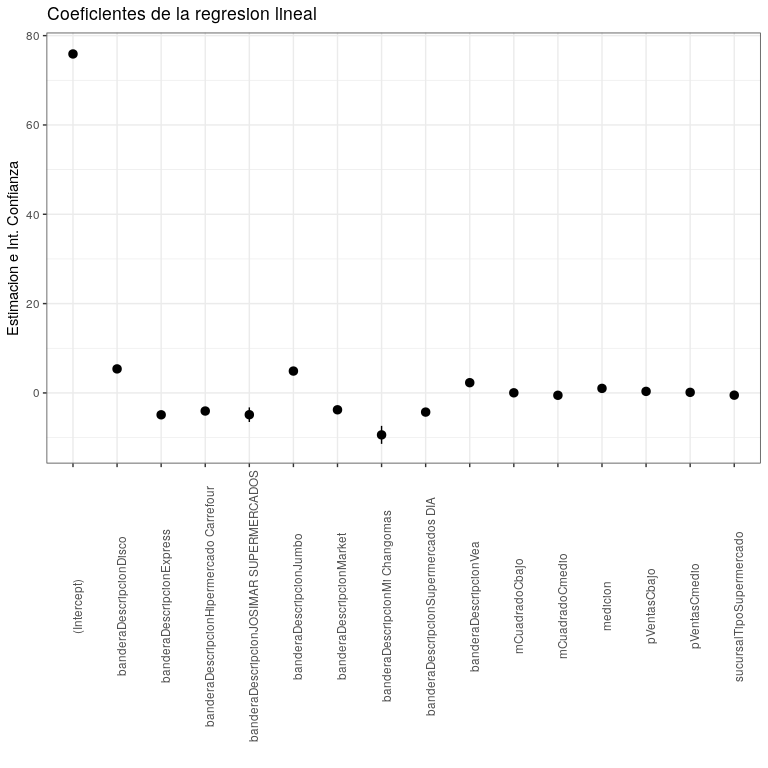 Coeficientes de la regresion lineal
Estimacion e Int. Confianza
80
60
40
20
0
(Intercept)
banderaDescripcionDisco
banderaDescripcionExpress
banderaDescripcionHipermercado Carrefour
banderaDescripcionJOSIMAR SUPERMERCADOS
banderaDescripcionJumbo
banderaDescripcionMarket
banderaDescripcionMi Changomas
banderaDescripcionSupermercados DIA
banderaDescripcionVea
mCuadradoCbajo
mCuadradoCmedio
medicion
pVentasCbajo
pVentasCmedio
sucursalTipoSupermercado